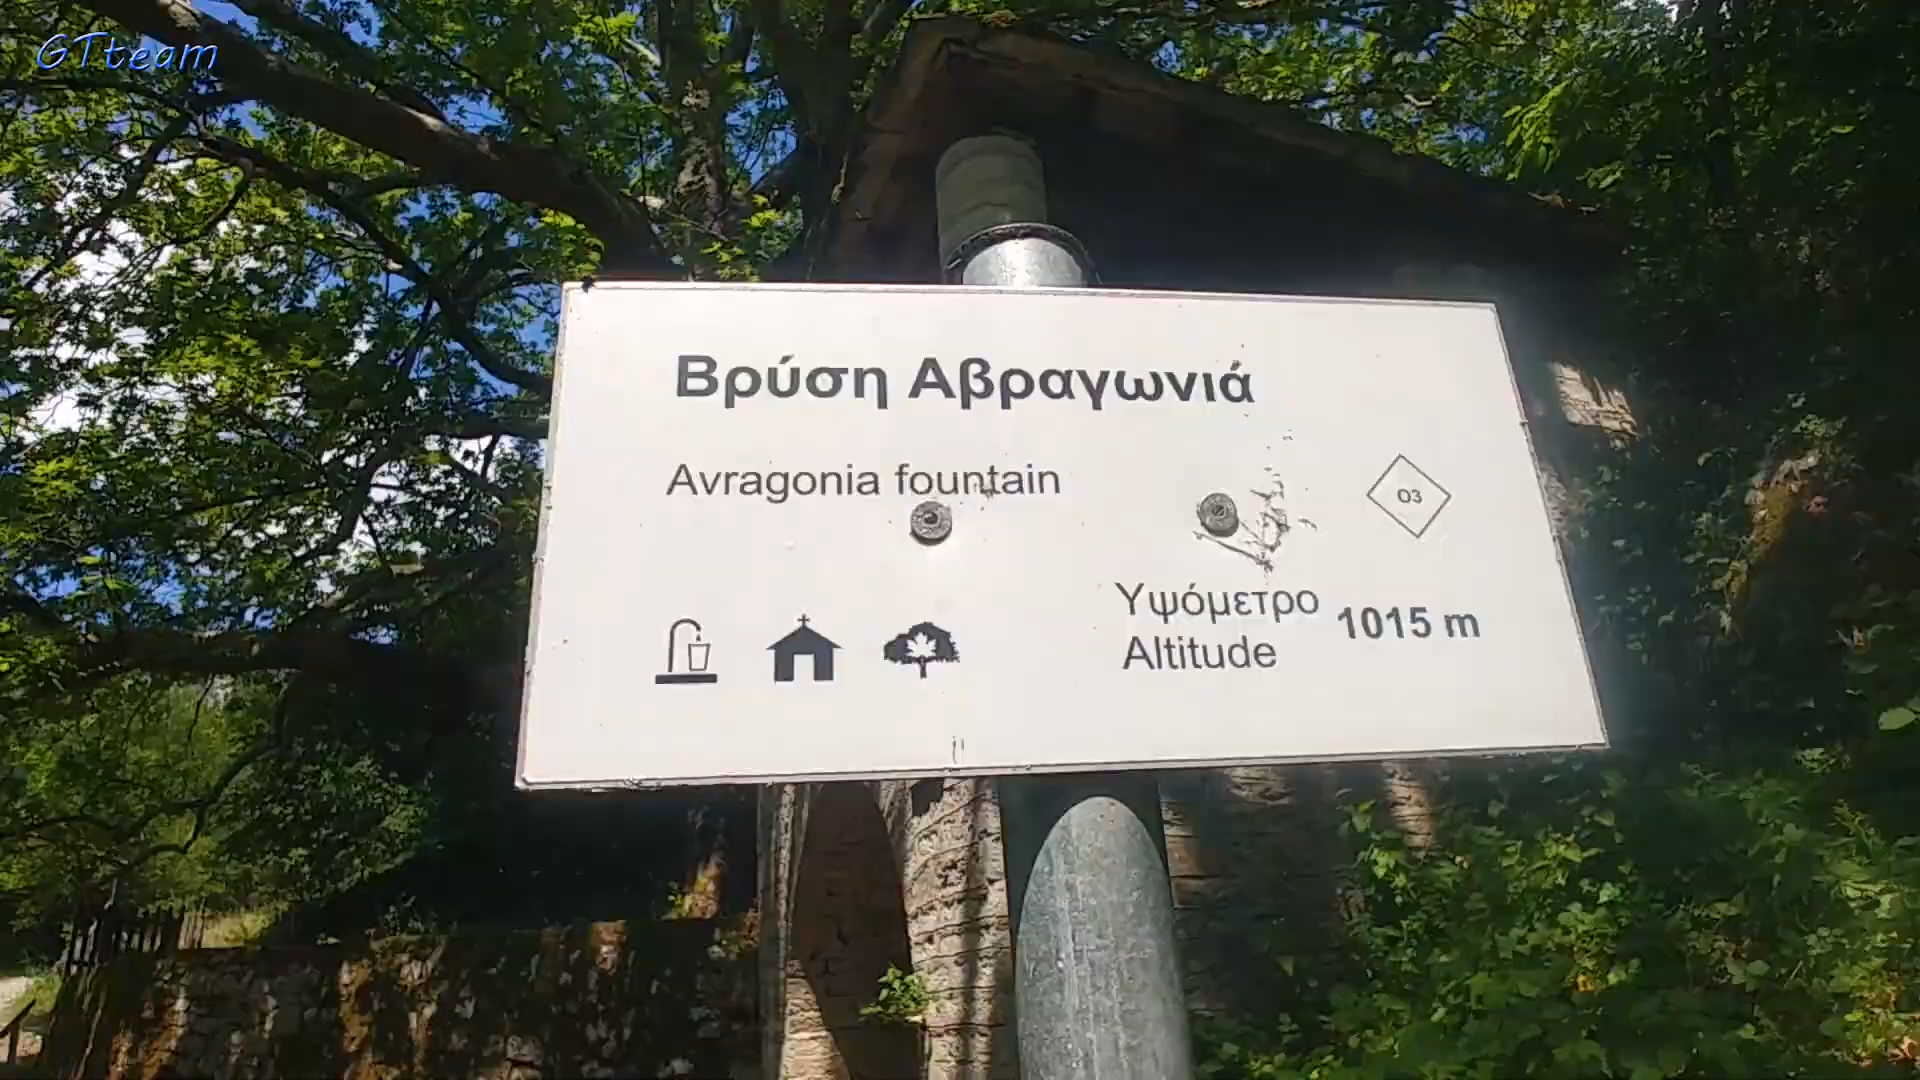 GTteam
Βρύση Αβραγωνιά
Avragonia fountain
O3
Υψόμετρο
Altitude
1015 m